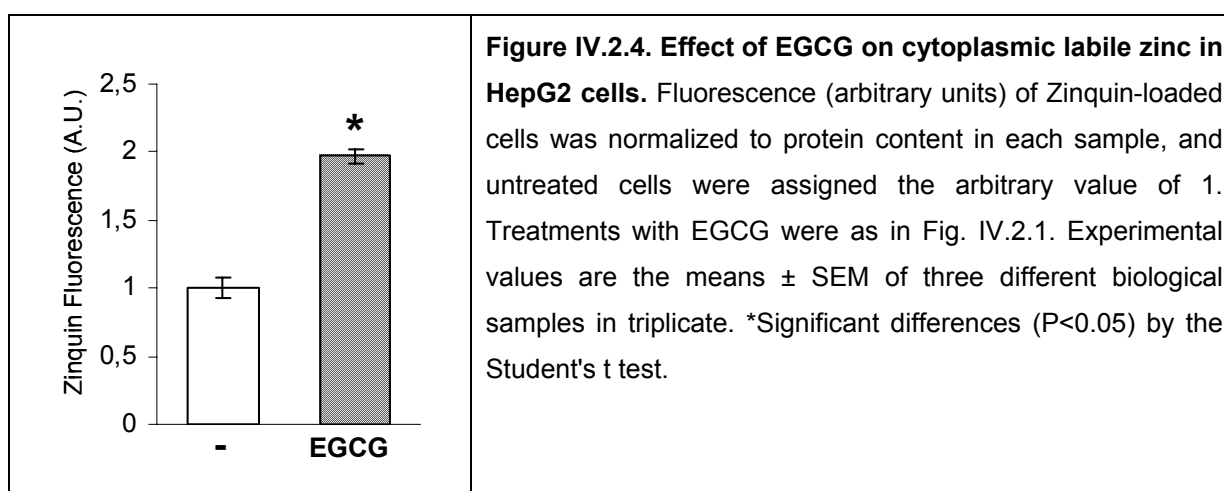 2,5
2
1,5
1
0,5
0
Zinquin Fluorescence (A.U.)
*
-
EGCG
Figure IV.2.4. Effect of EGCG on cytoplasmic labile zinc in
HepG2 cells. Fluorescence (arbitrary units) of Zinquin-loaded
cells was normalized to protein content in each sample, and
untreated cells were assigned the arbitrary value of 1.
Treatments with EGCG were as in Fig. IV.2.1. Experimental
values are the means ± SEM of three different biological
samples in triplicate. *Significant differences (P<0.05) by the
Student's t test.